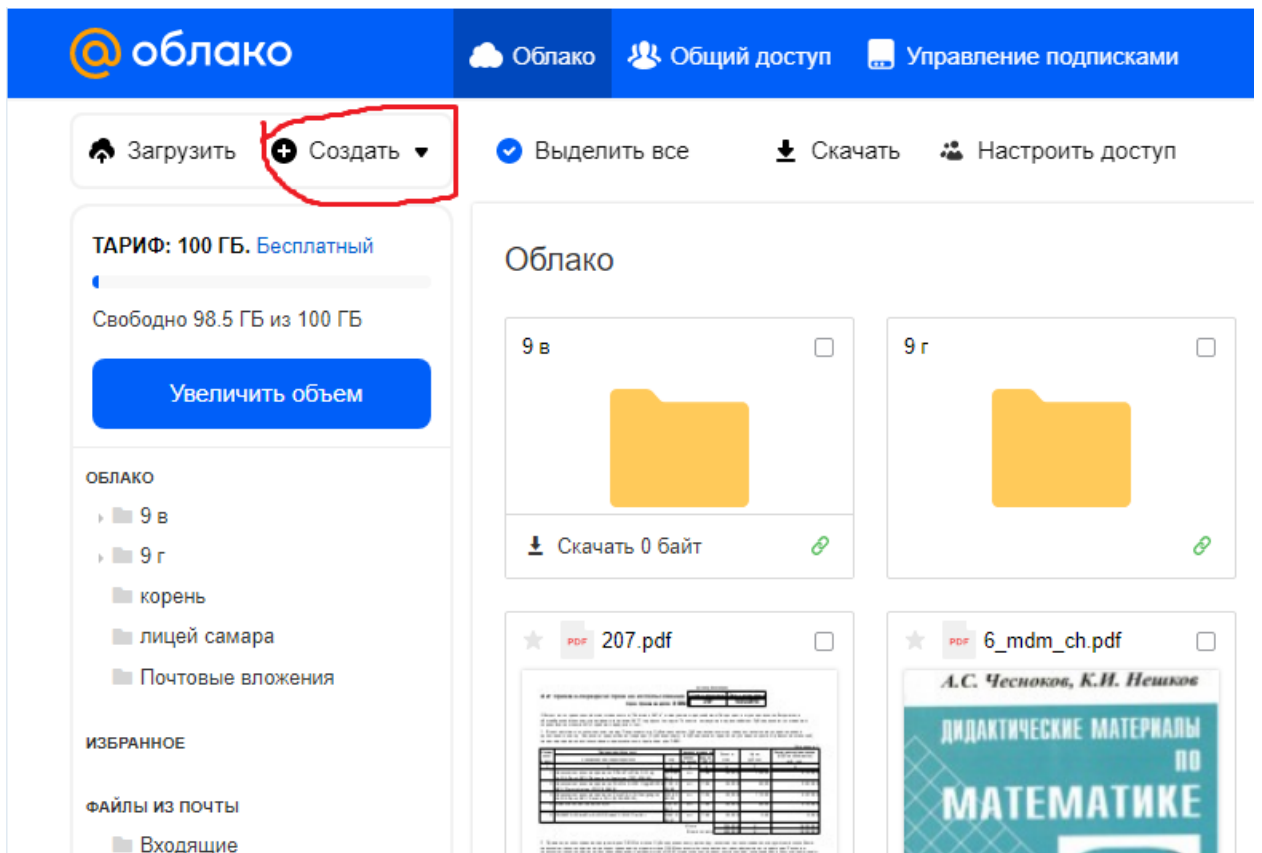 @ облако
Облако
Общий доступ
Управление подписками
Загрузить
Создать
Выделить все
Скачать
Настроить доступ
ТАРИФ: 100 ГБ. Бесплатный
Свободно 98.5 ГБ из 100 ГБ
Увеличить объем
ОБЛАКО
9 в
9 г
корень
лицей самара
Почтовые вложения
ИЗБРАННОЕ
ФАЙЛЫ ИЗ ПОЧТЫ
Входящие
Облако
9 в
Скачать 0 байт
9 г
PDF 207.pdf
PDF 6_mdm_ch.pdf
А.С. Чесноков, К.И. Нешков
ДИДАКТИЧЕСКИЕ МАТЕРИАЛЫ
ПО
МАТЕМАТИКЕ